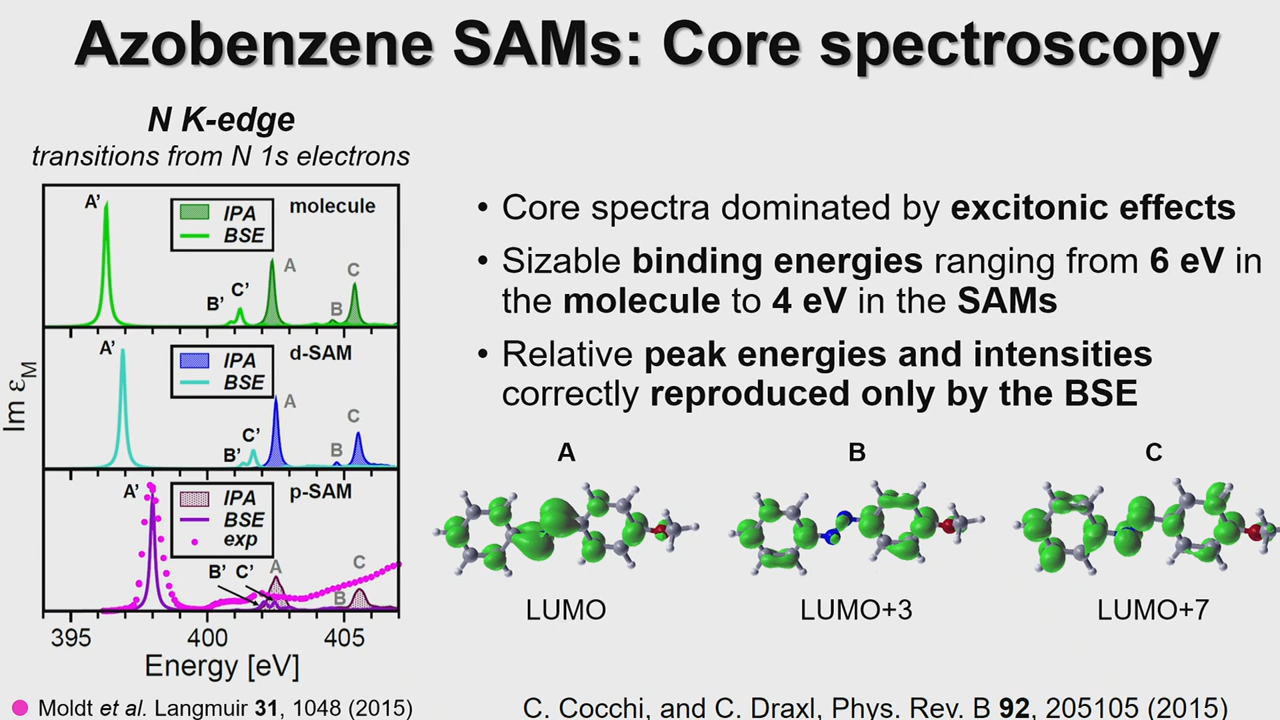 Azobenzene SAMs: Core spectroscopy
N K-edge
transitions from N 1s electrons
A'
IPA
BSE
molecule
A
C
B' C'
B
A'
IPA
BSE
d-SAM
A
C
C'
B'
B
A'
IPA
BSE
exp
p-SAM
B' C'
A
C
B
Im εM
395 400 405
Energy [eV]
Moldt et al. Langmuir 31, 1048 (2015)
• Core spectra dominated by excitonic effects
• Sizable binding energies ranging from 6 eV in
the molecule to 4 eV in the SAMs
• Relative peak energies and intensities
correctly reproduced only by the BSE
A B C
LUMO LUMO+3 LUMO+7
C. Cocchi, and C. Draxl, Phys. Rev. B 92, 205105 (2015)